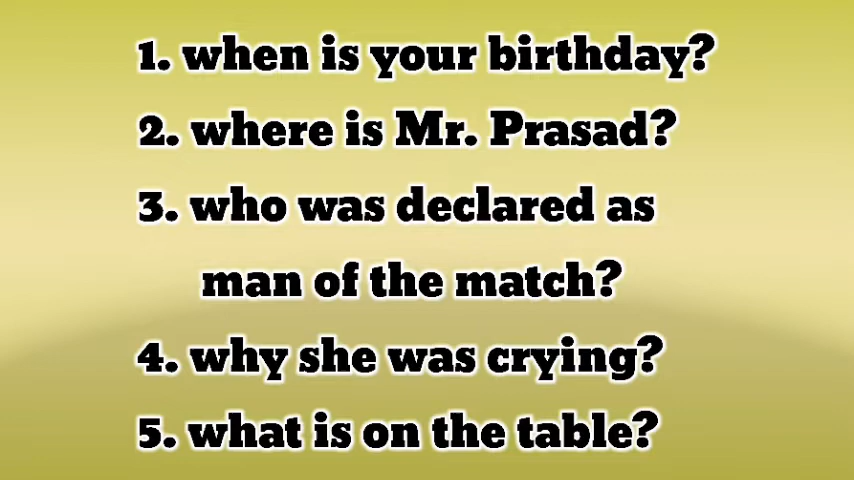 1. when is your birthday?
2. where is Mr. Prasad?
3. who was declared as
man of the match?
4. why she was crying?
5. what is on the table?